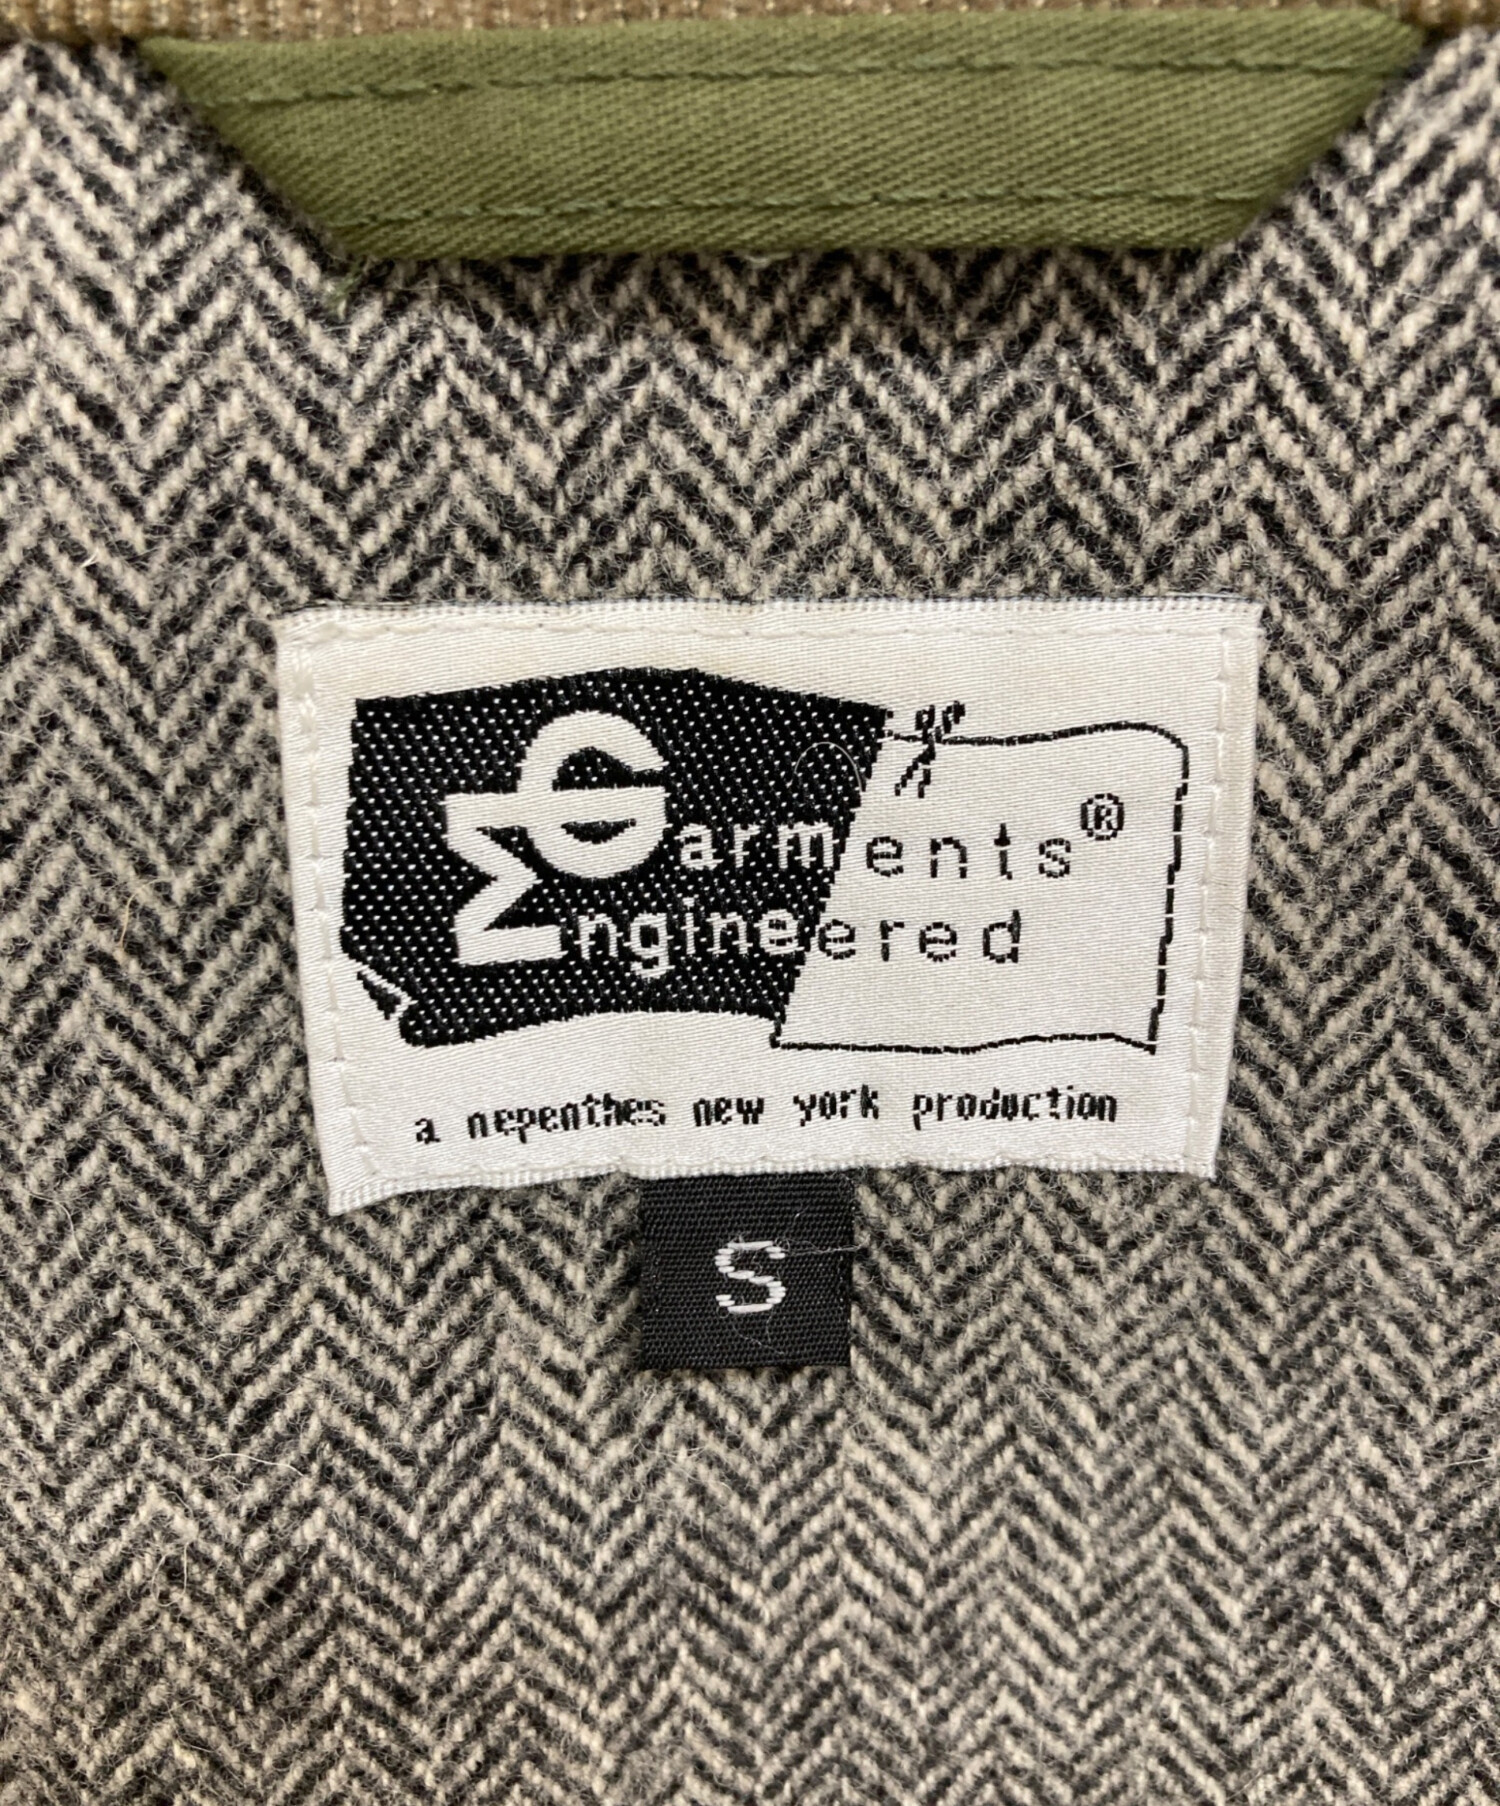 Garments®
Engineered
a nepenthes new york production
S